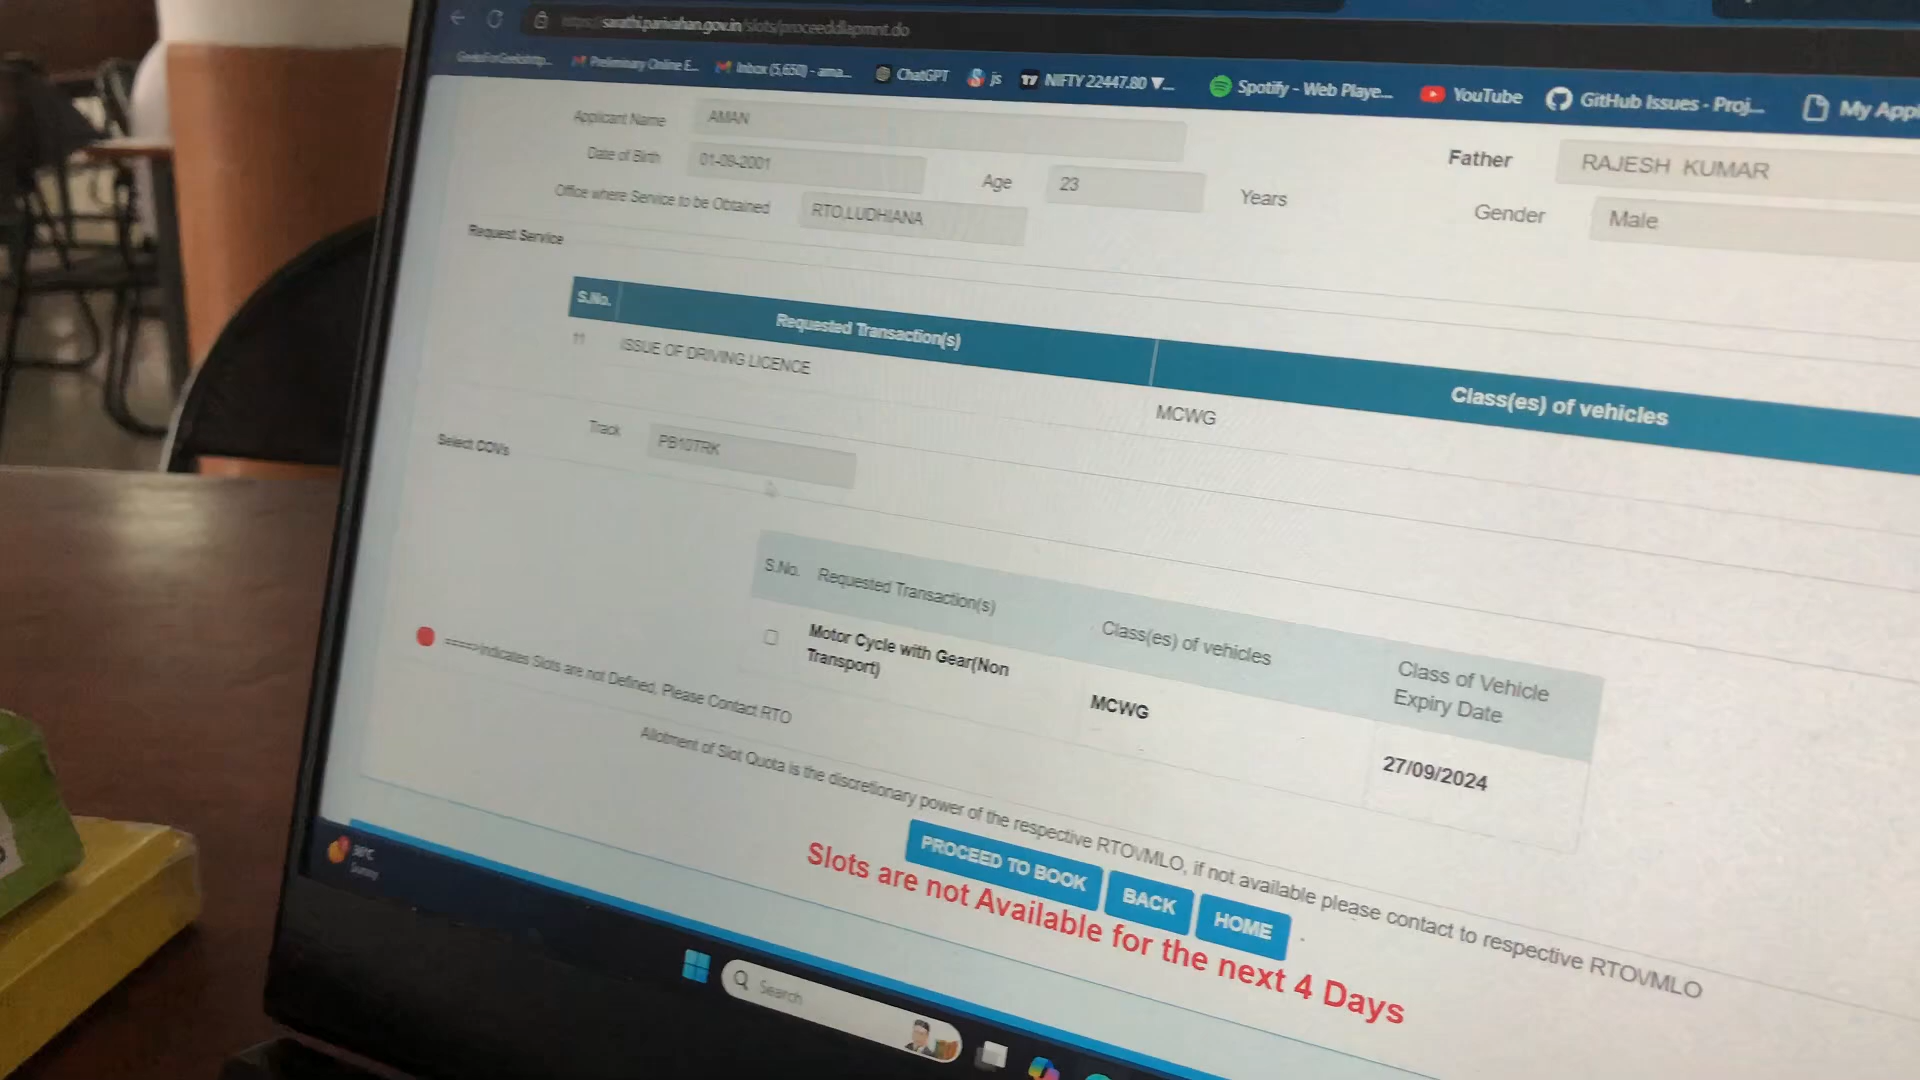 https://sarathi.parivahan.gov.in/slots/proceeddlapmnt.do
Preliminary Online E... Inbox (5,650) - ama... ChatGPT js NIFTY 22447.80 ▼... Spotify - Web Playe... YouTube GitHub Issues - Proj... My Appl
Applicant Name AMAN
Father RAJESH KUMAR
Date of Birth 01-09-2001 Age 23 Years Gender Male
Office where Service to be Obtained RTO,LUDHIANA
Request Service
S.No. Requested Transaction(s) Class(es) of vehicles
11 ISSUE OF DRIVING LICENCE MCWG
Track PB10TRK
Select COVs
S.No. Requested Transaction(s) Class(es) of vehicles Class of Vehicle
Expiry Date
Motor Cycle with Gear(Non
Transport) MCWG 27/09/2024
====>Indicates Slots are not Defined, Please Contact RTO
Allotment of Slot Quota is the discretionary power of the respective RTO\/MLO, if not available please contact to respective RTO\/MLO
PROCEED TO BOOK BACK HOME
Slots are not Available for the next 4 Days
36°C
Sunny
Search